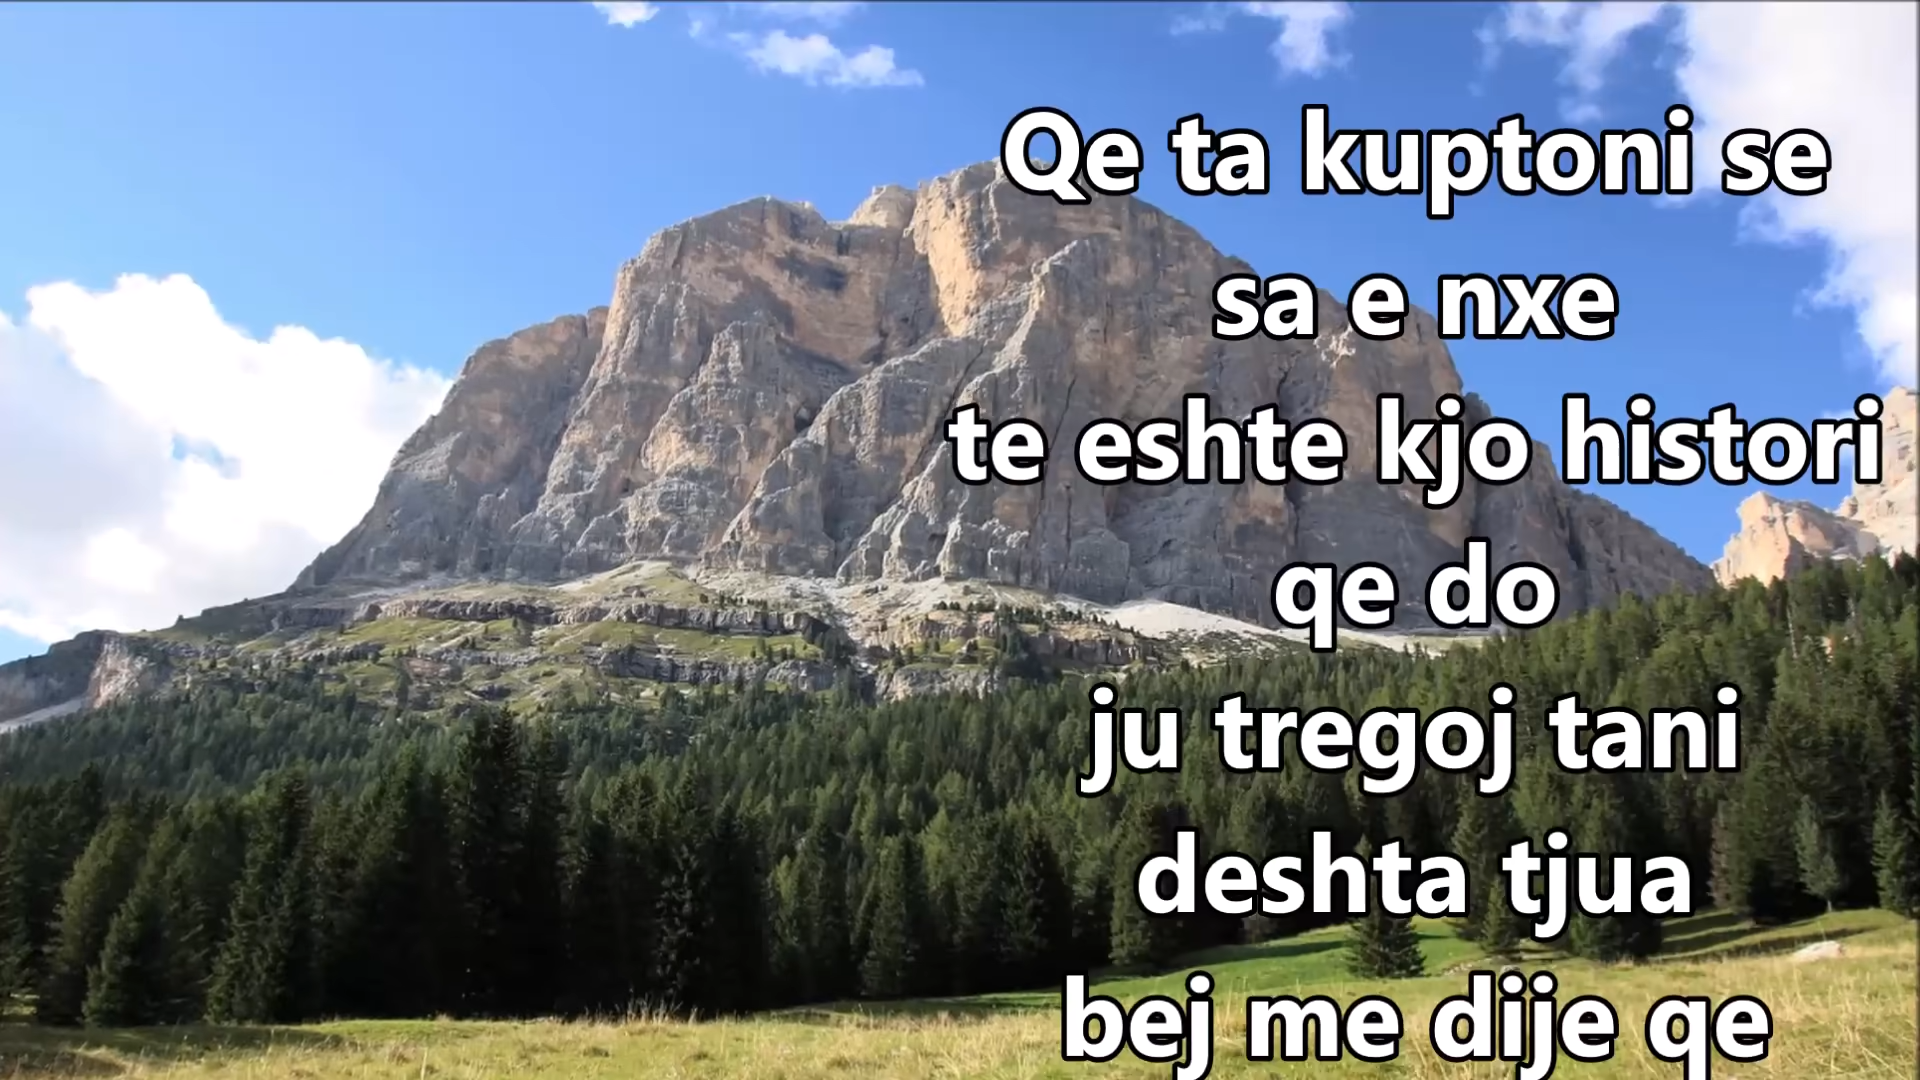 Qe ta kuptoni se
sa e nxe
te eshte kjo histori
qe do
ju tregoj tani
deshta tjua
bej me dije qe